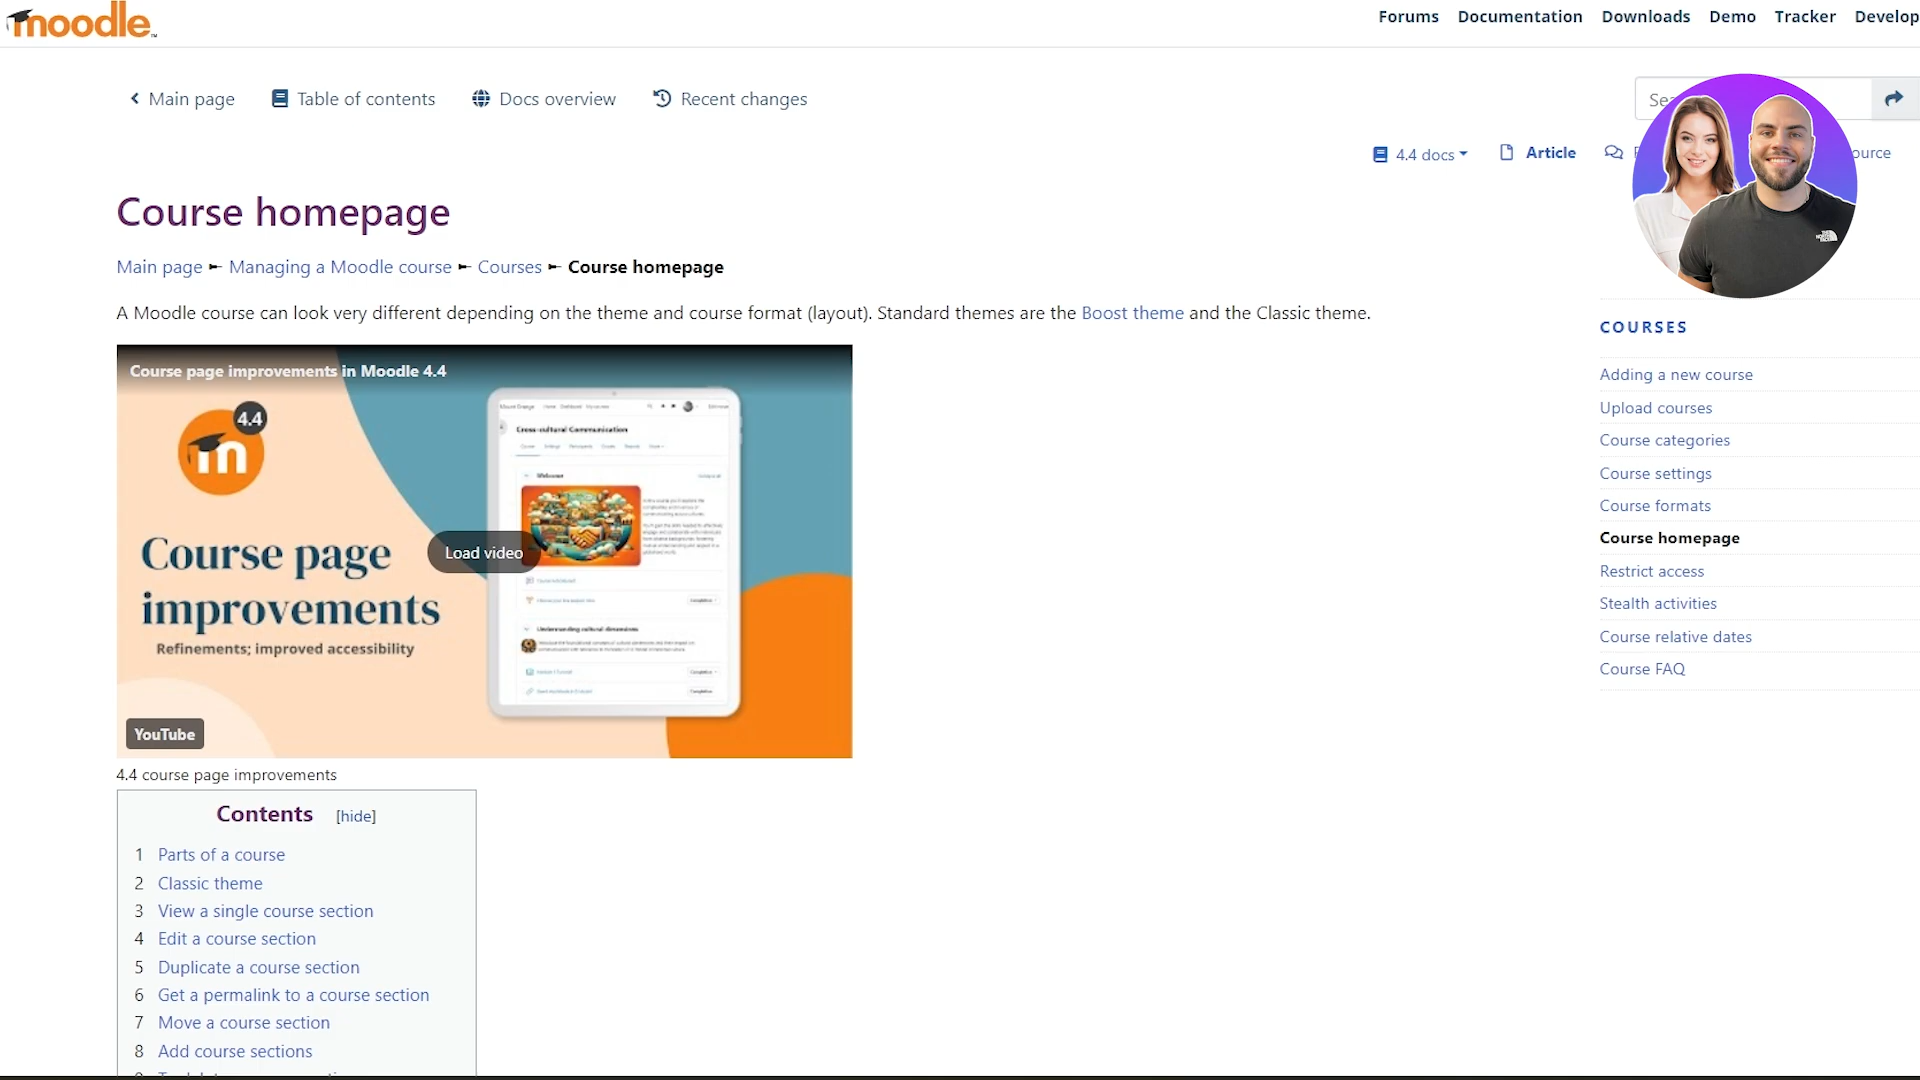 moodle
Forums Documentation Downloads Demo Tracker Develop
Main page Table of contents Docs overview Recent changes
4.4 docs Article
Course homepage
Main page Managing a Moodle course Courses Course homepage
A Moodle course can look very different depending on the theme and course format (layout). Standard themes are the Boost theme and the Classic theme.
Course page improvements in Moodle 4.4
4.4
m
Course page
improvements
Refinements; improved accessibility
Cross-cultural Communication
Welcome
Understanding cultural dimensions
Load video
YouTube
4.4 course page improvements
Contents [hide]
1 Parts of a course
2 Classic theme
3 View a single course section
4 Edit a course section
5 Duplicate a course section
6 Get a permalink to a course section
7 Move a course section
8 Add course sections
COURSES
Adding a new course
Upload courses
Course categories
Course settings
Course formats
Course homepage
Restrict access
Stealth activities
Course relative dates
Course FAQ